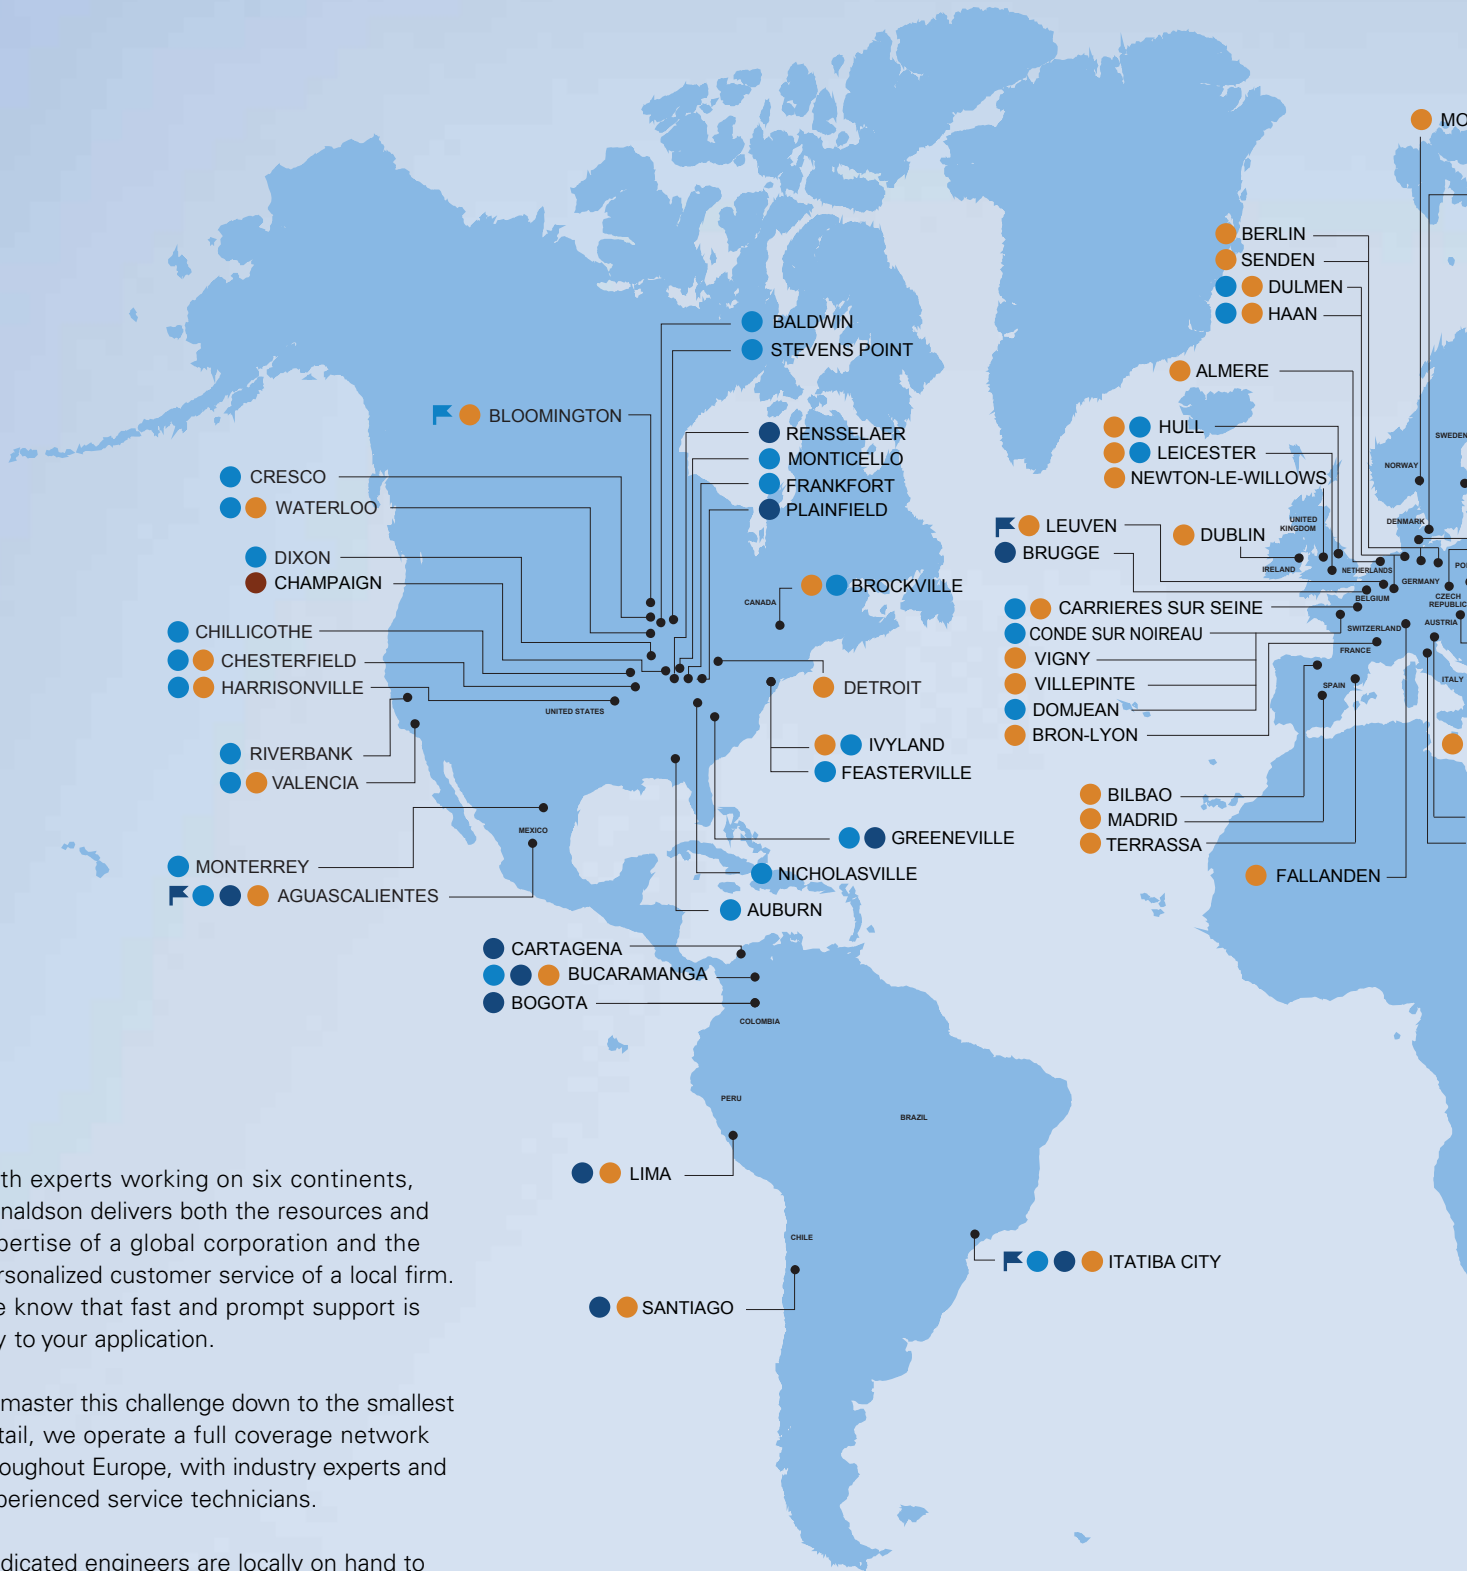 MO
BERLIN
SENDEN
DULMEN
HAAN
BALDWIN
STEVENS POINT
ALMERE
BLOOMINGTON
HULL
RENSSELAER
SWEDEN
LEICESTER
MONTICELLO
NORWAY
CRESCO
NEWTON-LE-WILLOWS
FRANKFORT
WATERLOO
PLAINFIELD
LEUVEN
UNITED
KINGDOM
DENMARK
DUBLIN
BRUGGE
DIXON
IRELAND
NETHERLANDS
CHAMPAIGN
GERMANY
BROCKVILLE
BELGIUM
CZECH
REPUBLIC
CANADA
CARRIERES SUR SEINE
CHILLICOTHE
CONDE SUR NOIREAU
SWITZERLAND
AUSTRIA
FRANCE
CHESTERFIELD
VIGNY
HARRISONVILLE
DETROIT
VILLEPINTE
SPAIN
ITALY
UNITED STATES
DOMJEAN
BRON-LYON
IVYLAND
RIVERBANK
FEASTERVILLE
VALENCIA
BILBAO
MADRID
MEXICO
GREENEVILLE
TERRASSA
MONTERREY
NICHOLASVILLE
FALLANDEN
AGUASCALIENTES
AUBURN
CARTAGENA
BUCARAMANGA
BOGOTA
COLOMBIA
PERU
BRAZIL
LIMA
CHILE
ITATIBA CITY
SANTIAGO
th experts working on six continents,
naldson delivers both the resources and
pertise of a global corporation and the
rsonalized customer service of a local firm.
e know that fast and prompt support is
y to your application.
master this challenge down to the smallest
tail, we operate a full coverage network
oughout Europe, with industry experts and
perienced service technicians.
dicated engineers are locally on hand to